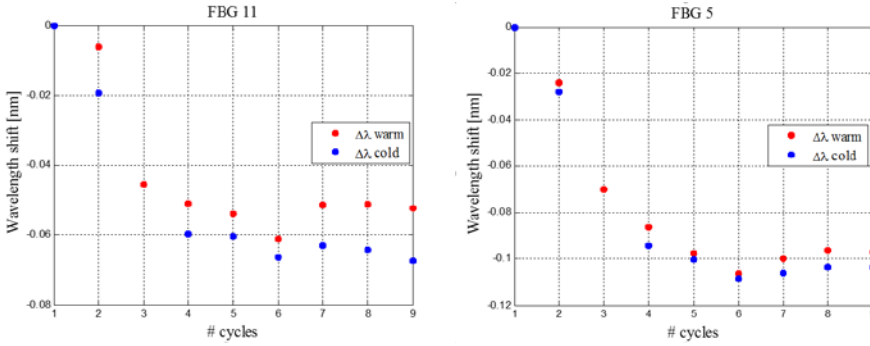 FBG 11
0
-0.02
-0.04
-0.06
-0.08
Wavelength shift [nm]
Δλ warm
Δλ cold
1 2 3 4 5 6 7 8 9
# cycles
FBG 5
0
-0.02
-0.04
-0.06
-0.08
-0.1
-0.12
Wavelength shift [nm]
Δλ warm
Δλ cold
1 2 3 4 5 6 7 8
# cycles